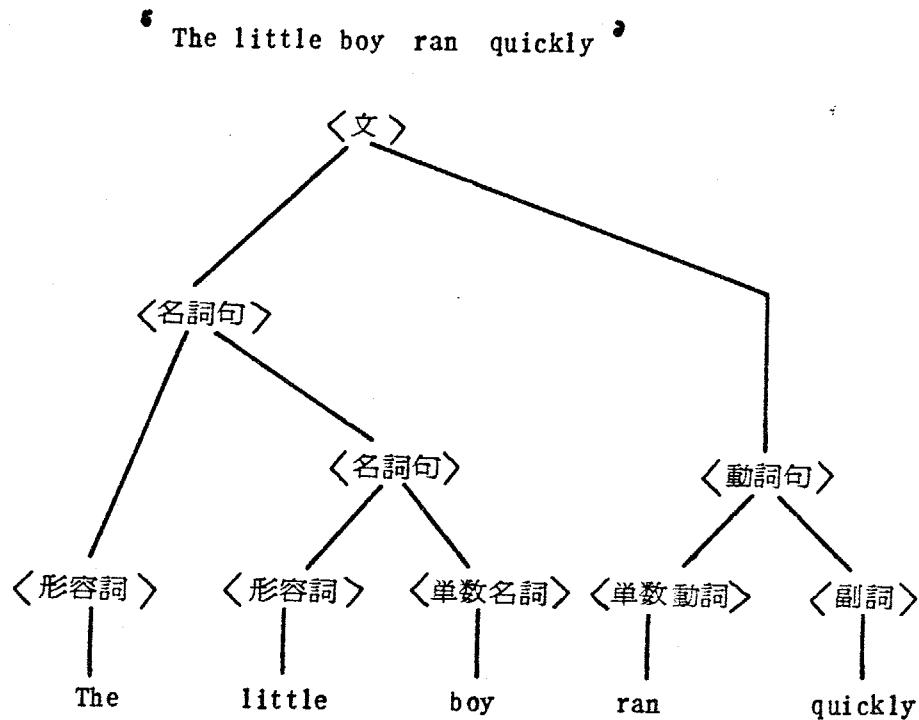 ‘ The little boy ran quickly ’
〈文〉
〈名詞句〉
〈名詞句〉 〈動詞句〉
〈形容詞〉 〈形容詞〉 〈単数名詞〉 〈単数動詞〉 〈副詞〉
The little boy ran quickly